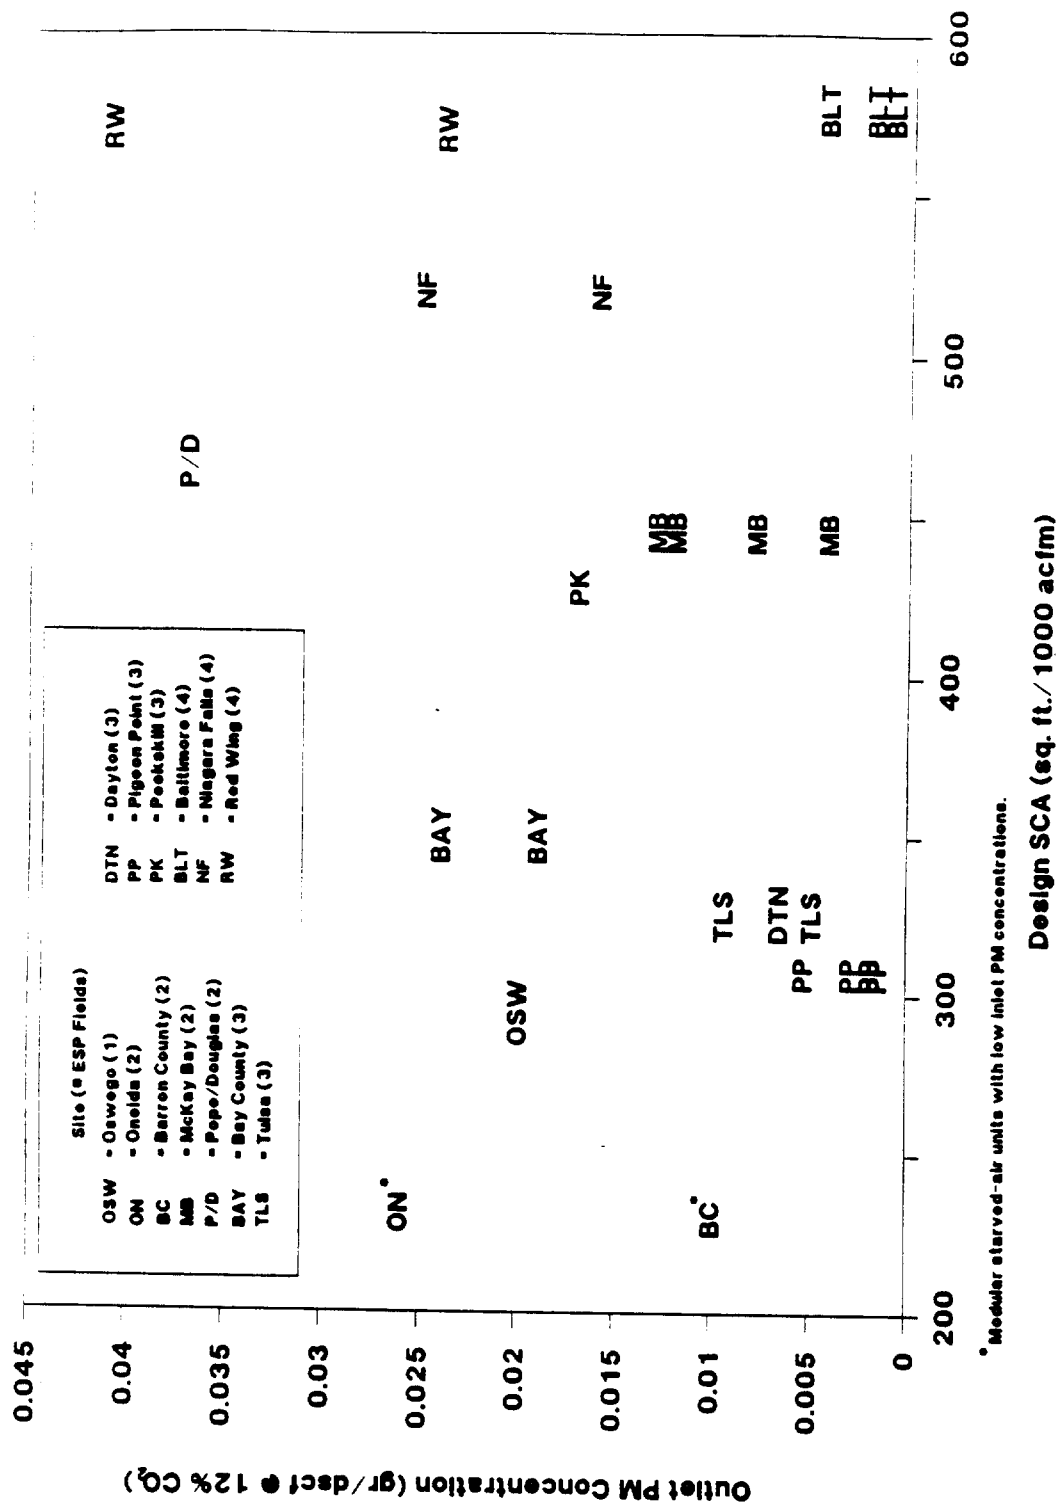 Outlet PM Concentration (gr/dscf @ 12% CO₂)
0.045
0.04
0.035
0.03
0.025
0.02
0.015
0.01
0.005
0
Site (# ESP Fields)
OSW - Oswego (1)
ON - Oneida (2)
BC - Barron County (2)
MB - McKay Bay (2)
P/D - Pope/Douglas (2)
BAY - Bay County (3)
TLS - Tulsa (3)
DTN - Dayton (3)
PP - Pigeon Point (3)
PK - Peekskill (3)
BLT - Baltimore (4)
NF - Niagara Falls (4)
RW - Red Wing (4)
RW
RW
P/D
NF
NF
ON*
BAY
BAY
OSW
PK
MB
MB
MB
MB
BC*
TLS
DTN
TLS
PP
PP
PP
BLT
BLT
BLT
200
300
400
500
600
*Modular starved-air units with low inlet PM concentrations.
Design SCA (sq. ft./1000 acfm)